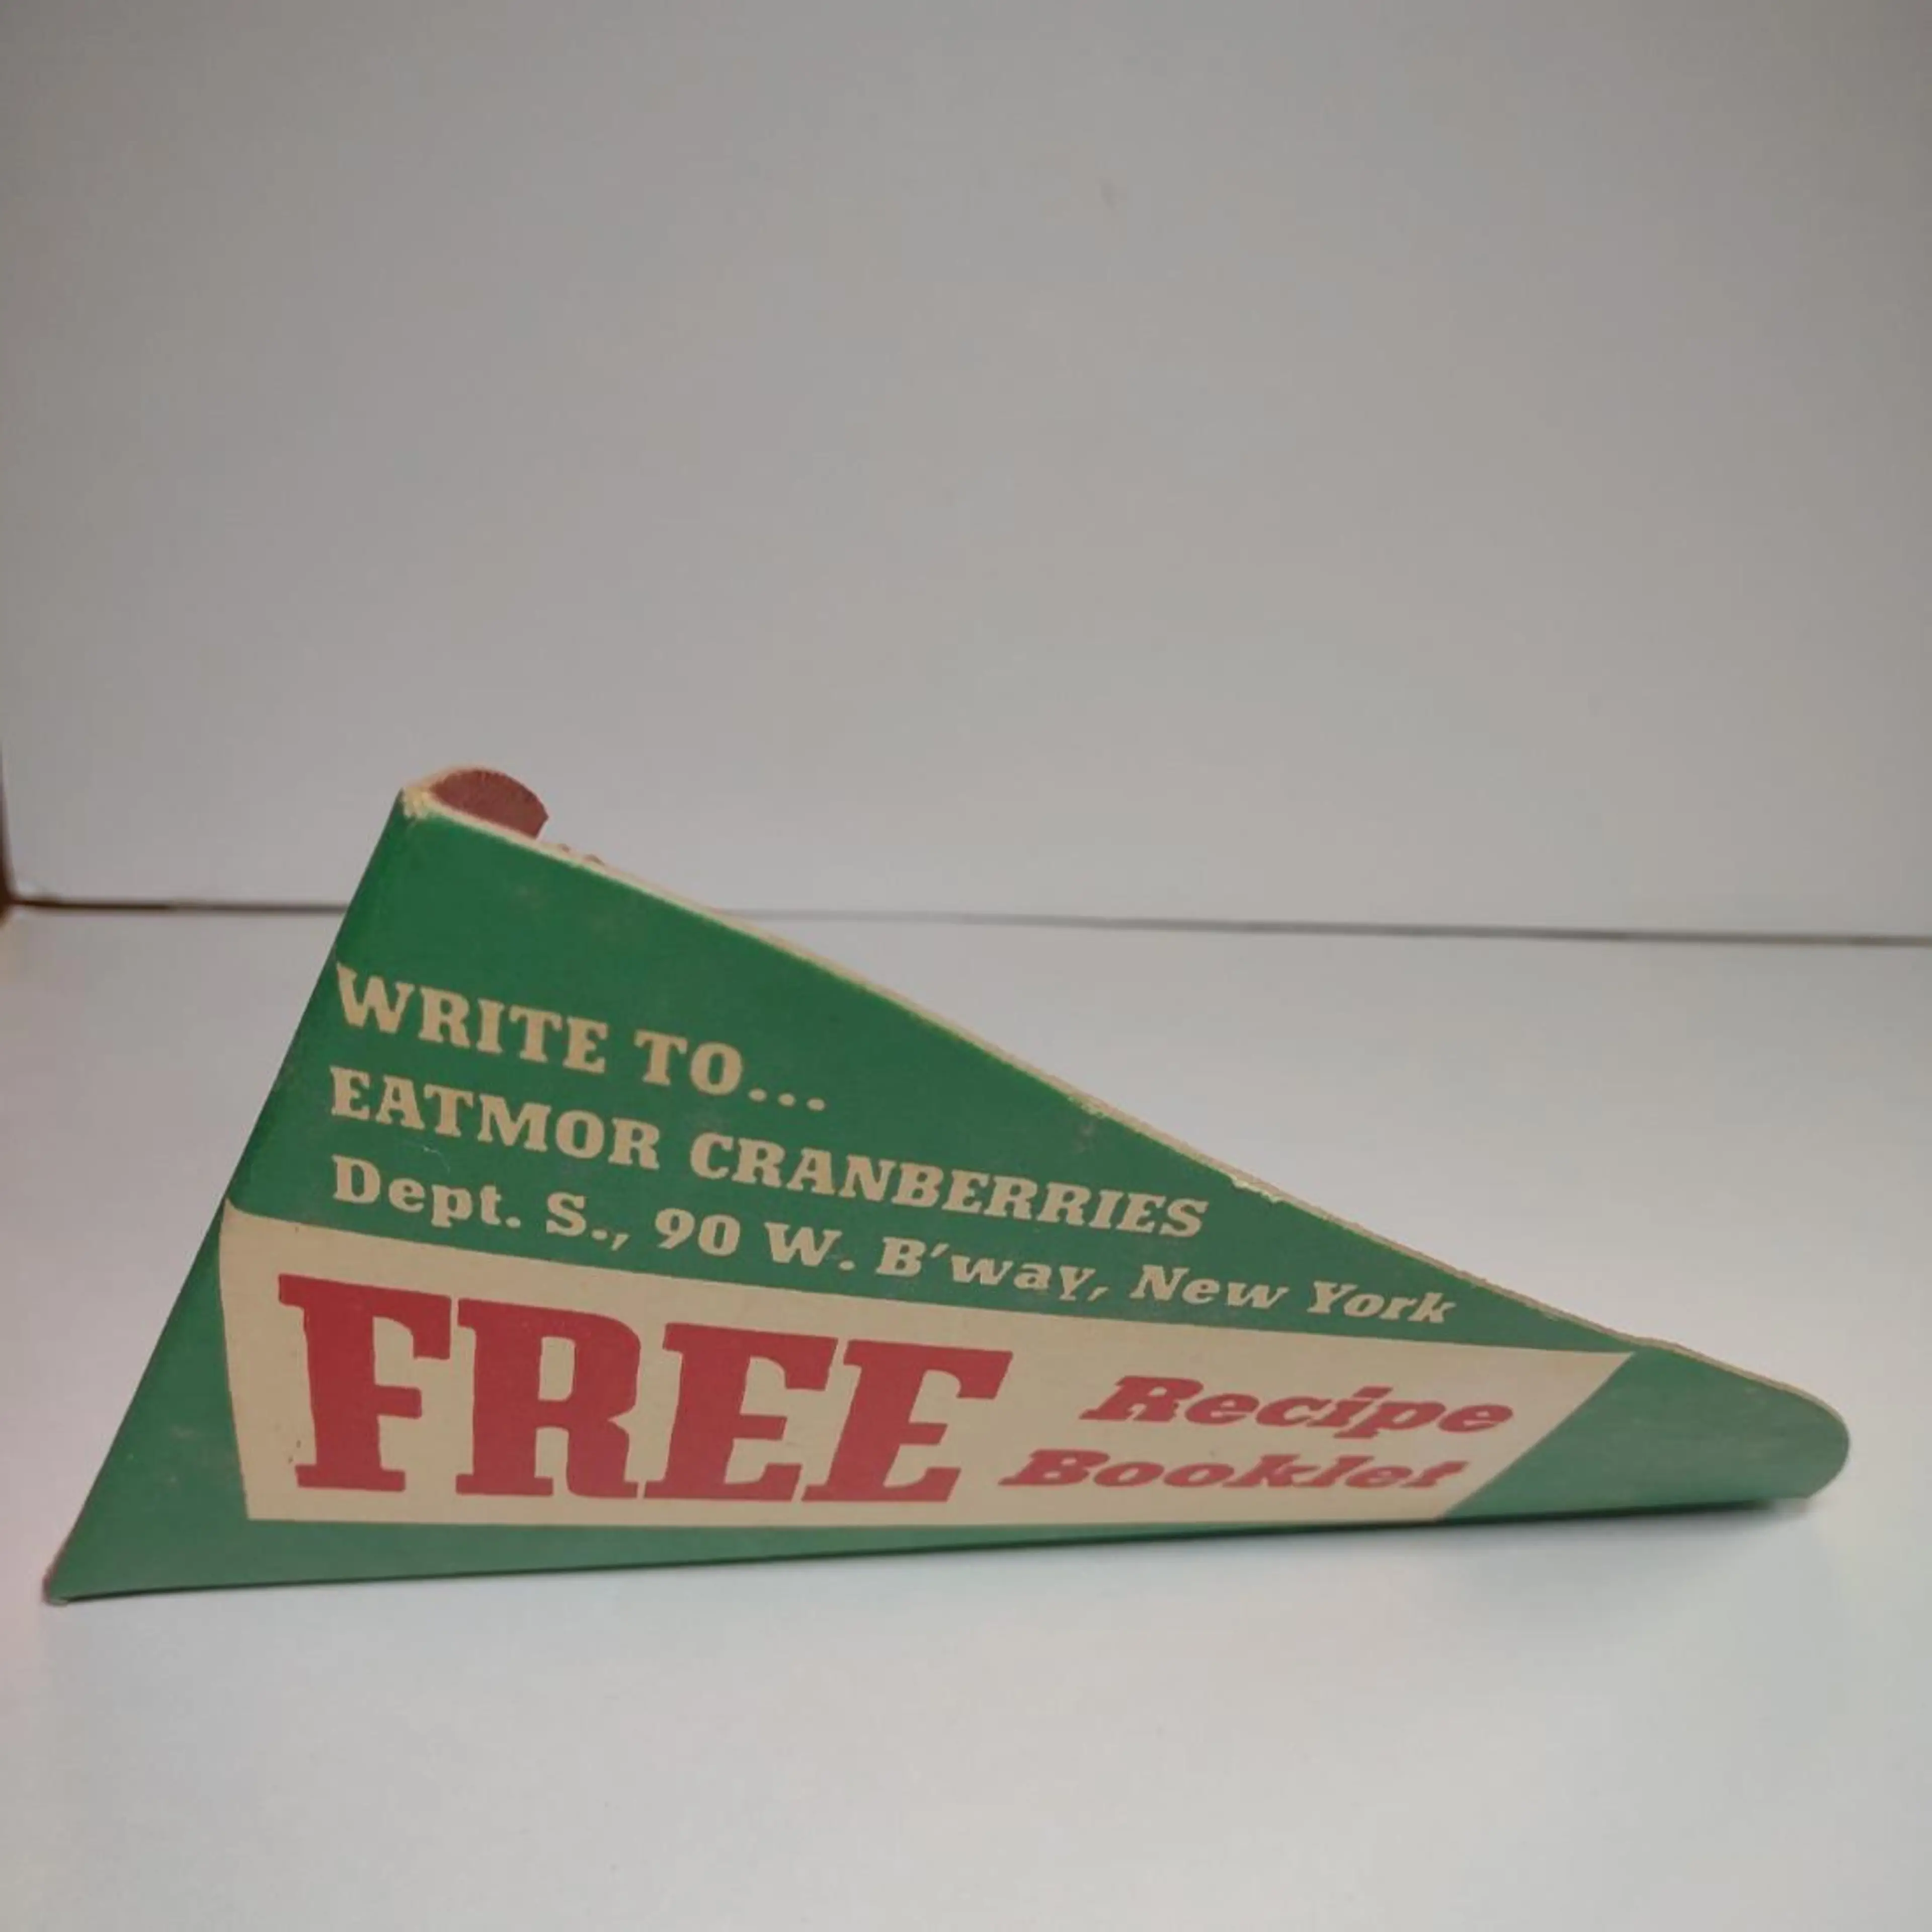 WRITE TO...
EATMOR CRANBERRIES
Dept. S., 90 W. B'way, New York
FREE Recipe
Booklet